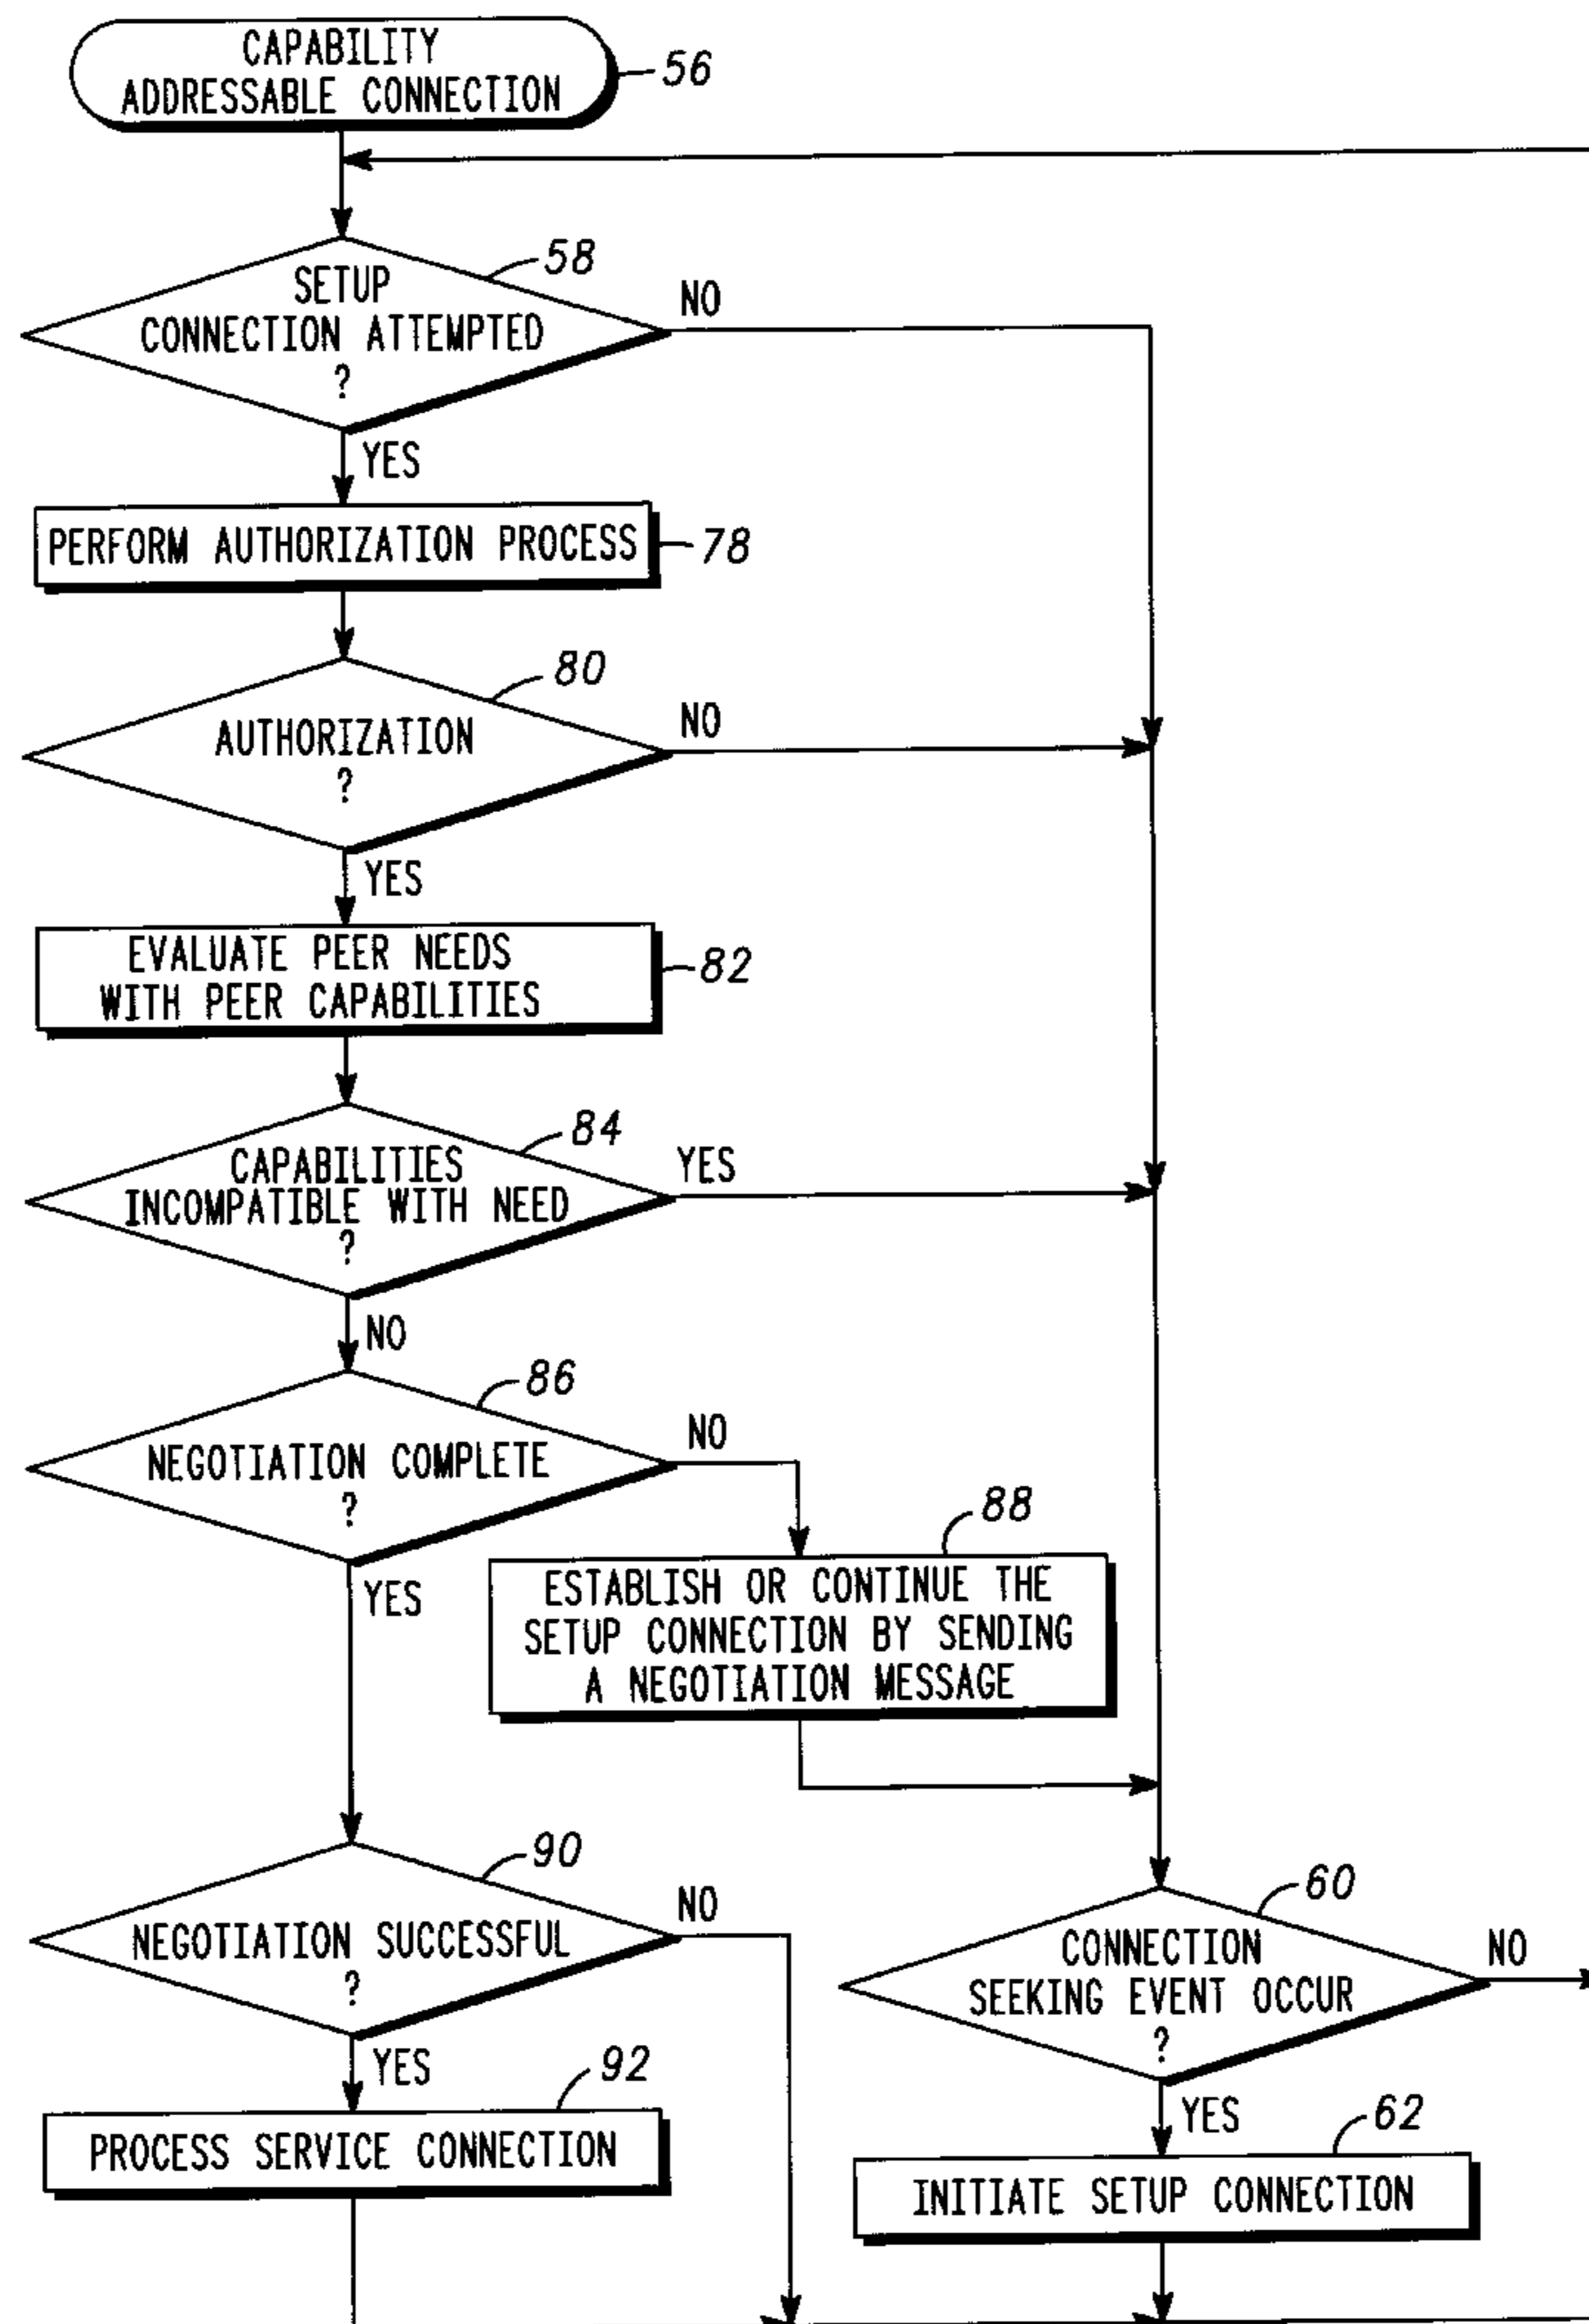 CAPABILITY
ADDRESSABLE CONNECTION
56
SETUP
CONNECTION ATTEMPTED
?
58
NO
YES
PERFORM AUTHORIZATION PROCESS
78
AUTHORIZATION
?
80
NO
YES
EVALUATE PEER NEEDS
WITH PEER CAPABILITIES
82
CAPABILITIES
INCOMPATIBLE WITH NEED
?
84
YES
NO
NEGOTIATION COMPLETE
?
86
NO
YES
ESTABLISH OR CONTINUE THE
SETUP CONNECTION BY SENDING
A NEGOTIATION MESSAGE
88
NEGOTIATION SUCCESSFUL
?
90
NO
YES
PROCESS SERVICE CONNECTION
92
CONNECTION
SEEKING EVENT OCCUR
?
60
NO
YES
INITIATE SETUP CONNECTION
62